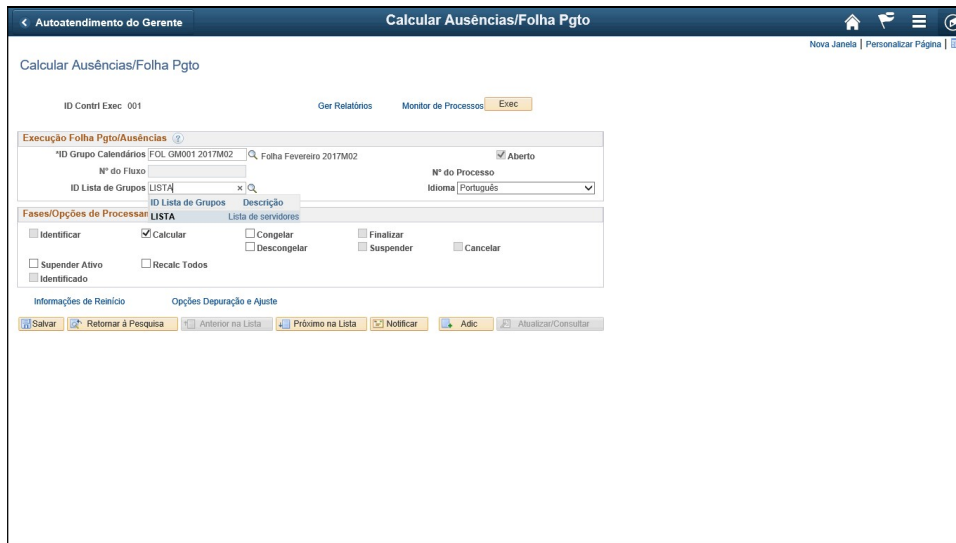 Autoatendimento do Gerente
Calcular Ausências/Folha Pgto
Nova Janela | Personalizar Página |
Calcular Ausências/Folha Pgto
ID Contrl Exec 001 Ger Relatórios Monitor de Processos Exec
Execução Folha Pgto/Ausências ?
*ID Grupo Calendários FOL GM001 2017M02 Folha Fevereiro 2017M02 Aberto
Nº do Fluxo Nº do Processo
ID Lista de Grupos LISTA x Idioma Português
ID Lista de Grupos Descrição
Fases/Opções de Processam LISTA Lista de servidores
Identificar Calcular Congelar Finalizar
Descongelar Suspender Cancelar
Supender Ativo Recalc Todos
Identificado
Informações de Reinício Opções Depuração e Ajuste
Salvar Retornar à Pesquisa Anterior na Lista Próximo na Lista Notificar Adic Atualizar/Consultar